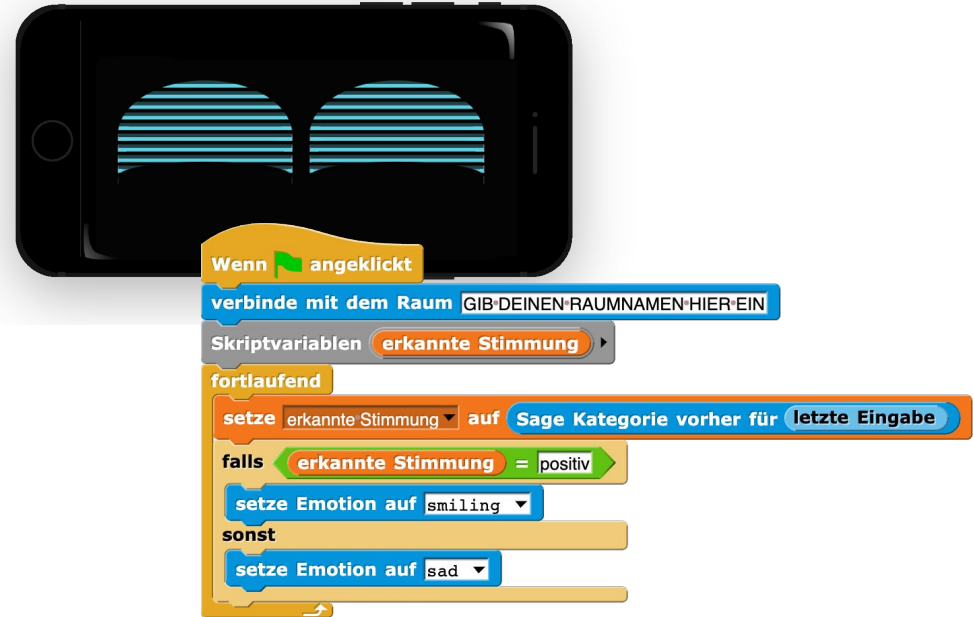 Wenn angeklickt
verbinde mit dem Raum GIB DEINEN RAUMNAMEN HIER EIN
Skriptvariablen erkannte Stimmung
fortlaufend
setze erkannte Stimmung auf Sage Kategorie vorher für letzte Eingabe
falls erkannte Stimmung = positiv
setze Emotion auf smiling
sonst
setze Emotion auf sad